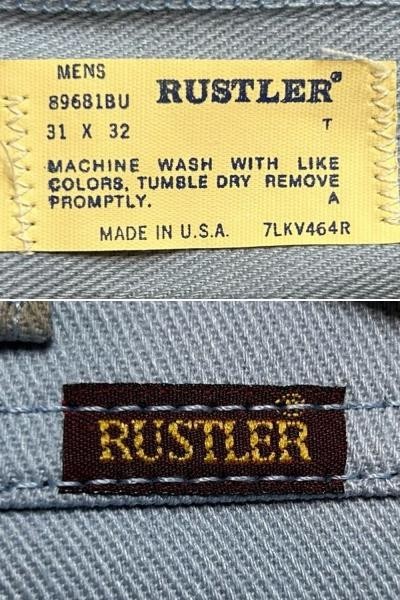 MENS
89681BU RUSTLER®
31 X 32 T
MACHINE WASH WITH LIKE
COLORS, TUMBLE DRY REMOVE
PROMPTLY. A
MADE IN U.S.A. 7LKV464R
RUSTLER®